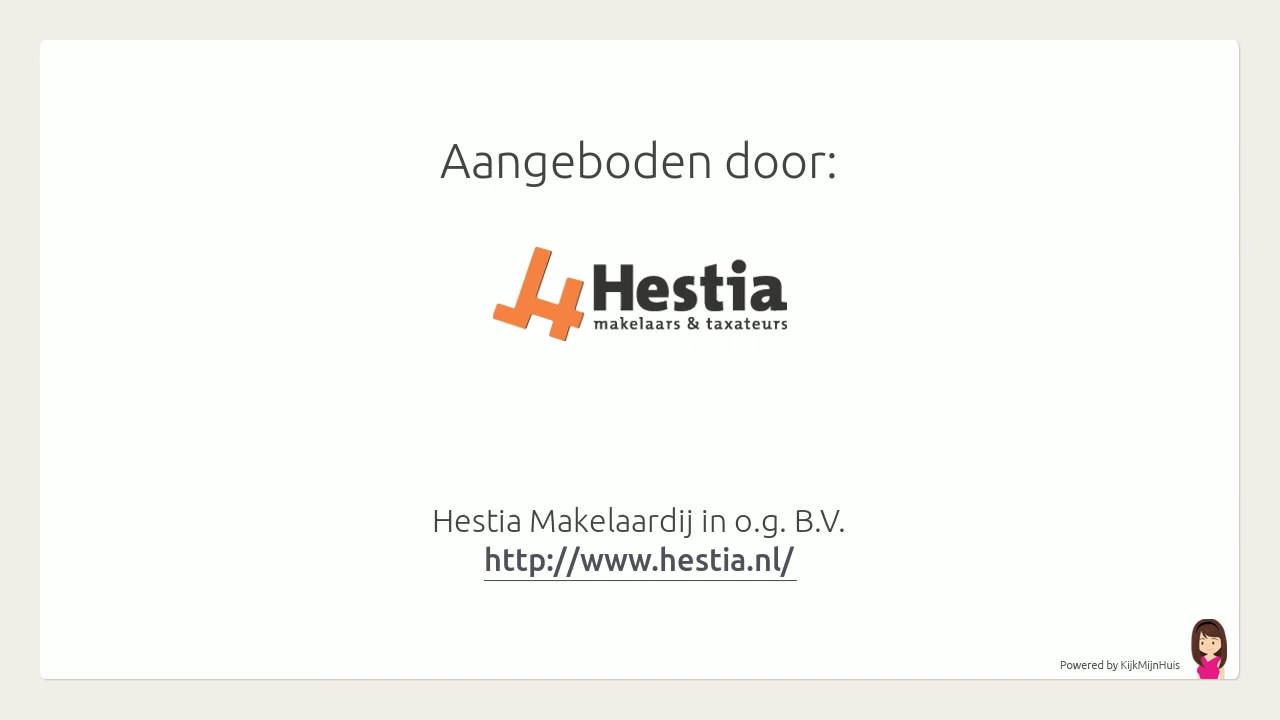 Aangeboden door:
Hestia
makelaars & taxateurs
Hestia Makelaardij in o.g. B.V.
http://www.hestia.nl/
Powered by KijkMijnHuis